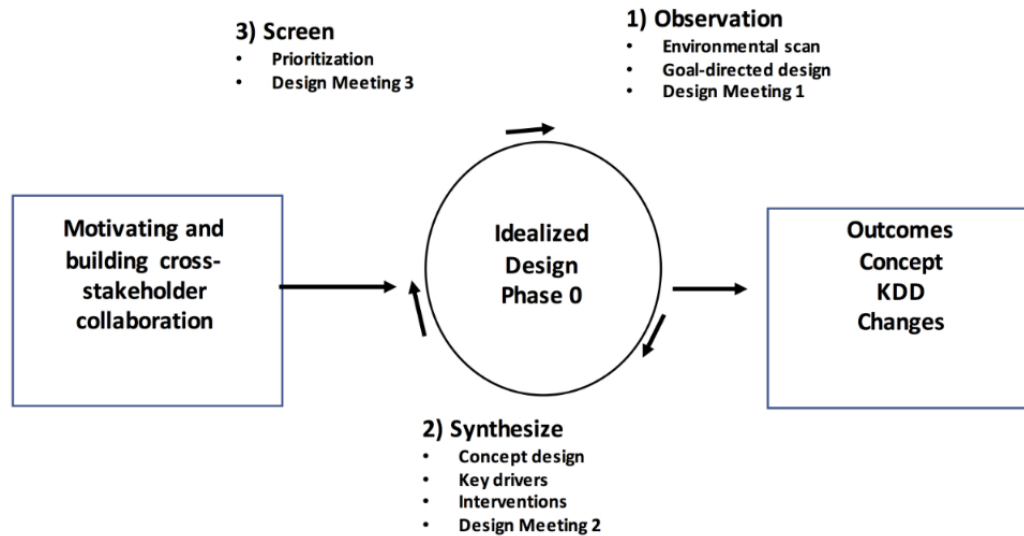 3) Screen
• Prioritization
• Design Meeting 3
1) Observation
• Environmental scan
• Goal-directed design
• Design Meeting 1
Motivating and
building cross-
stakeholder
collaboration
Idealized
Design
Phase 0
Outcomes
Concept
KDD
Changes
2) Synthesize
• Concept design
• Key drivers
• Interventions
• Design Meeting 2